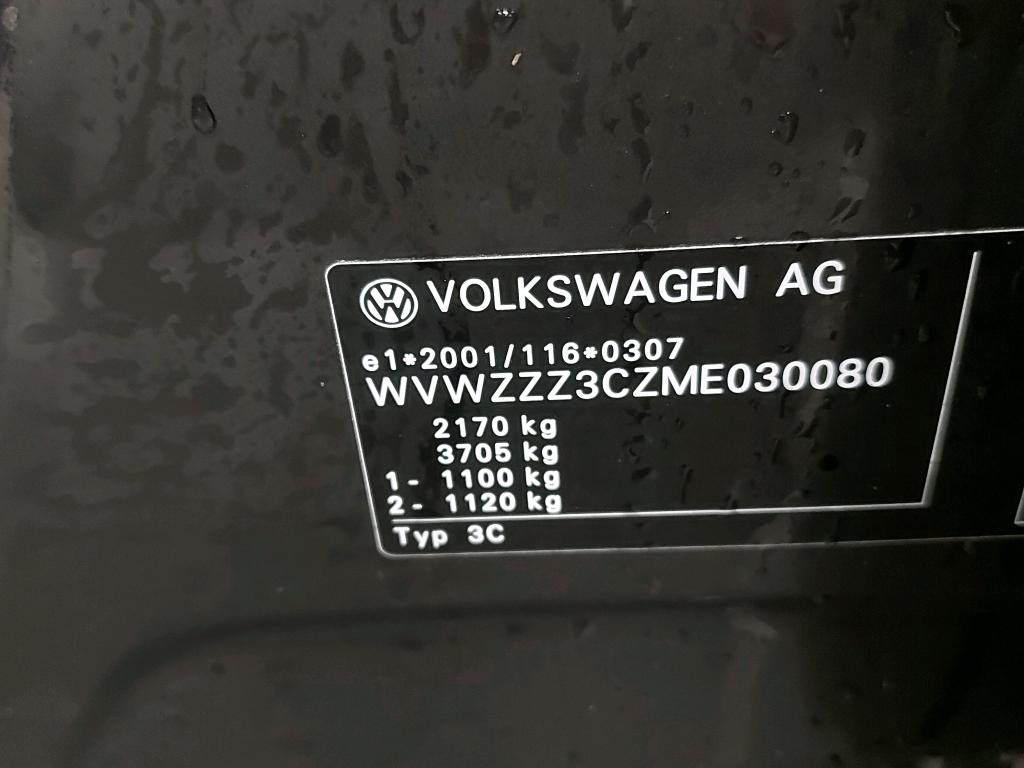 VOLKSWAGEN AG
e1*2001/116*0307
WVWZZZ3CZME030080
2170 kg
3705 kg
1- 1100 kg
2- 1120 kg
Typ 3C